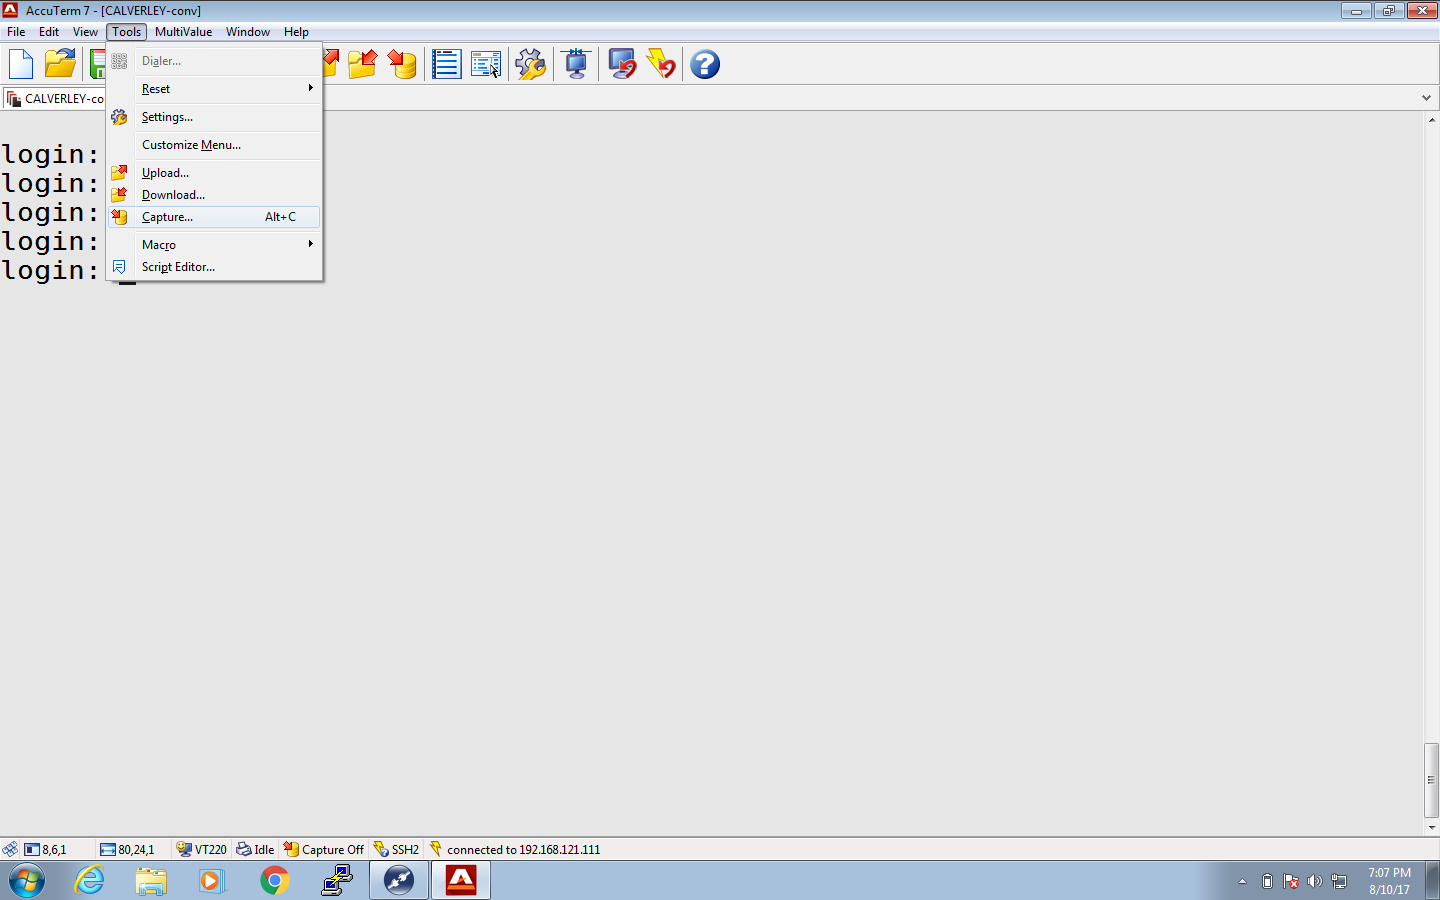 AccuTerm 7 - [CALVERLEY-conv]
File Edit View Tools MultiValue Window Help
Dialer...
Reset
Settings...
Customize Menu...
Upload...
Download...
Capture... Alt+C
Macro
Script Editor...
CALVERLEY-co
login:
login:
login:
login:
login:
8,6,1 80,24,1 VT220 Idle Capture Off SSH2 connected to 192.168.121.111
7:07 PM
8/10/17